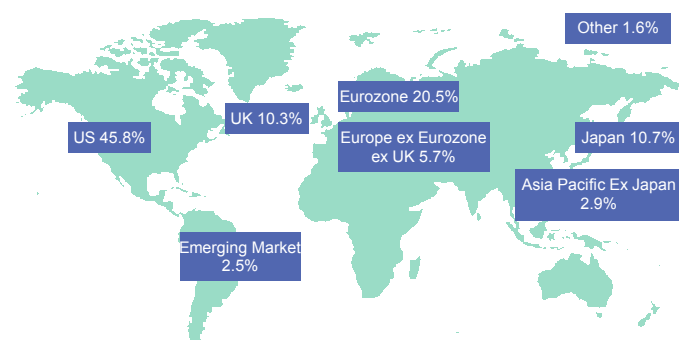 Other 1.6%
Eurozone 20.5%
UK 10.3%
US 45.8%
Europe ex Eurozone
ex UK 5.7%
Japan 10.7%
Asia Pacific Ex Japan
2.9%
Emerging Market
2.5%